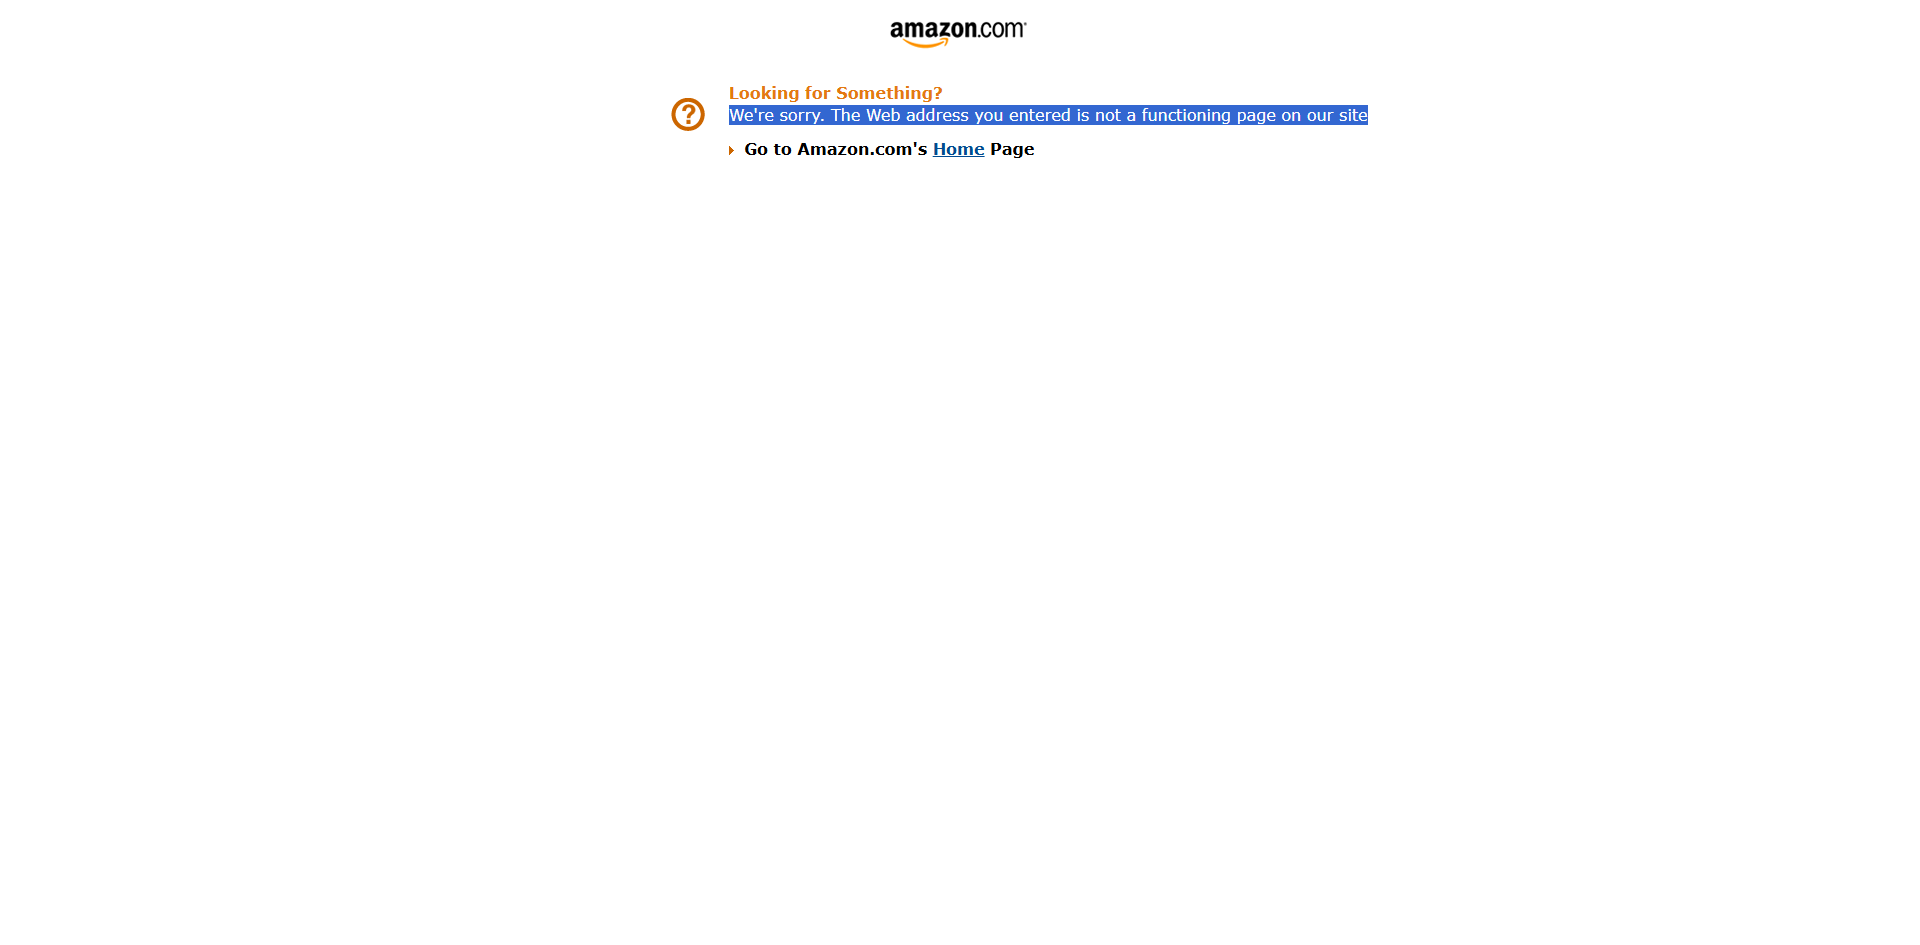 amazon.com
Looking for Something?
We're sorry. The Web address you entered is not a functioning page on our site
Go to Amazon.com's Home Page